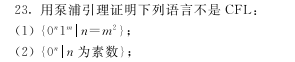 23. 用泵浦引理证明下列语言不是 CFL:
(1) {0ⁿ1ᵐ|n=m²};
(2) {0ⁿ|n 为素数};